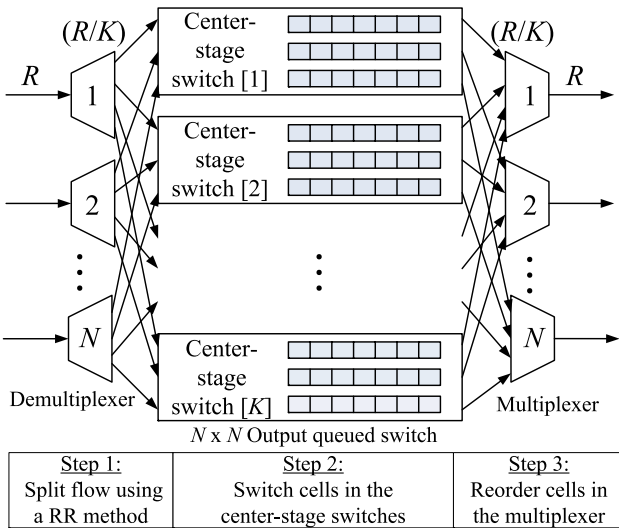 (R/K)
(R/K)
R
1
Center-
stage
switch [1]
1
R
2
Center-
stage
switch [2]
2
N
Center-
stage
switch [K]
N
Demultiplexer
Multiplexer
N x N Output queued switch
Step 1:
Split flow using
a RR method
Step 2:
Switch cells in the
center-stage switches
Step 3:
Reorder cells in
the multiplexer